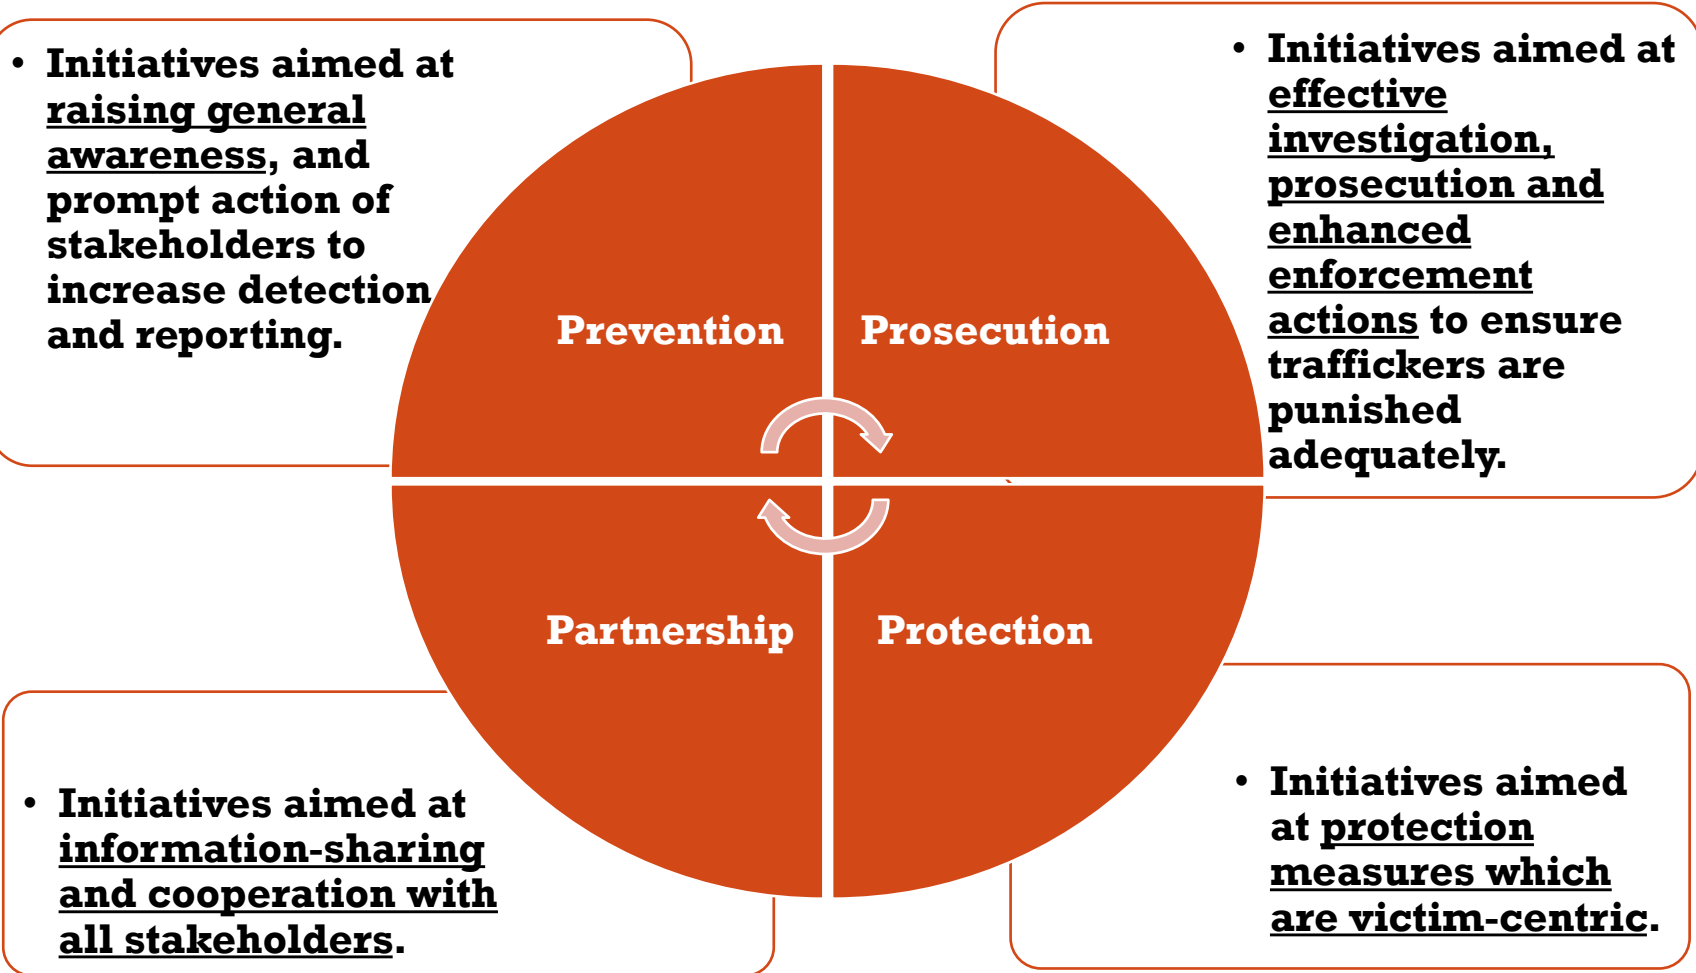 • Initiatives aimed at
raising general
awareness, and
prompt action of
stakeholders to
increase detection
and reporting.
• Initiatives aimed at
effective
investigation,
prosecution and
enhanced
enforcement
actions to ensure
traffickers are
punished
adequately.
Prevention
Prosecution
Partnership
Protection
• Initiatives aimed at
information-sharing
and cooperation with
all stakeholders.
• Initiatives aimed
at protection
measures which
are victim-centric.